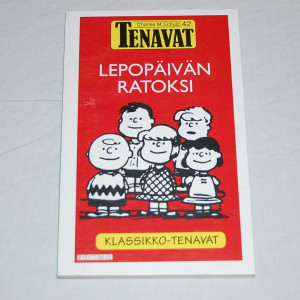 Charles M Schulz 42
TENAVAT
LEPOPÄIVÄN
RATOKSI
KLASSIKKO-TENAVAT